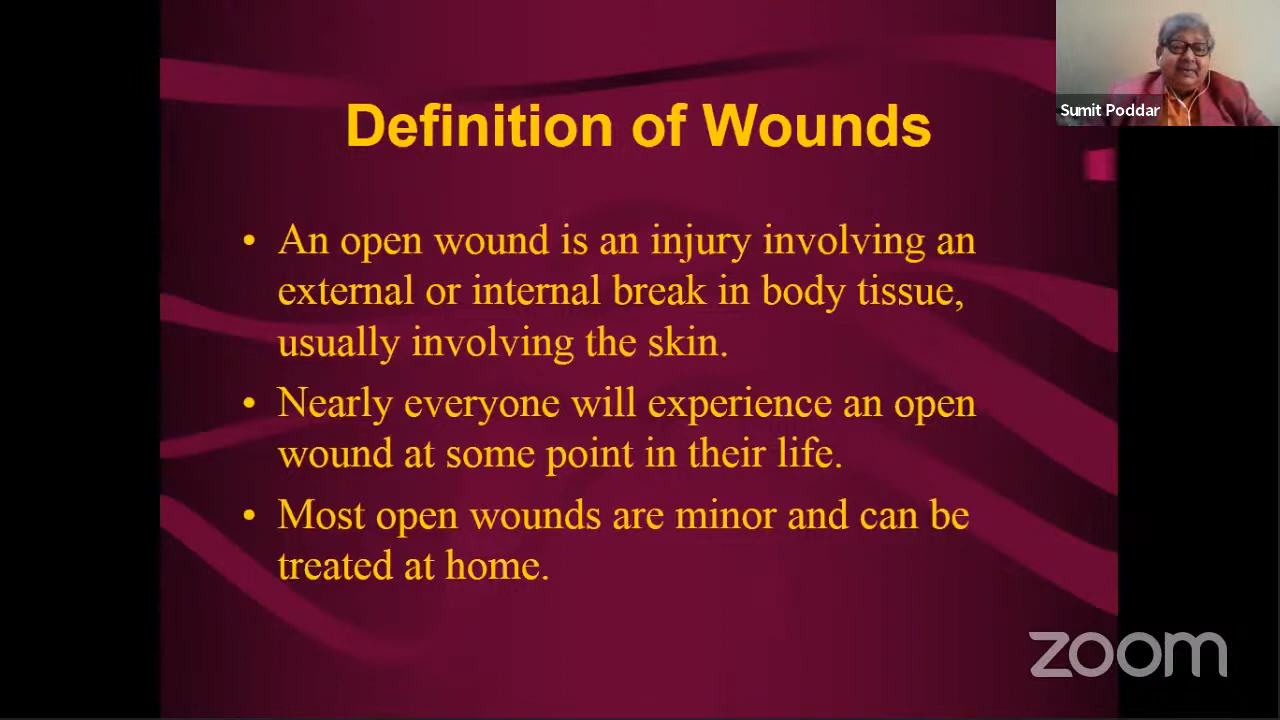 Sumit Poddar
Definition of Wounds
• An open wound is an injury involving an
external or internal break in body tissue,
usually involving the skin.
• Nearly everyone will experience an open
wound at some point in their life.
• Most open wounds are minor and can be
treated at home.
zoom